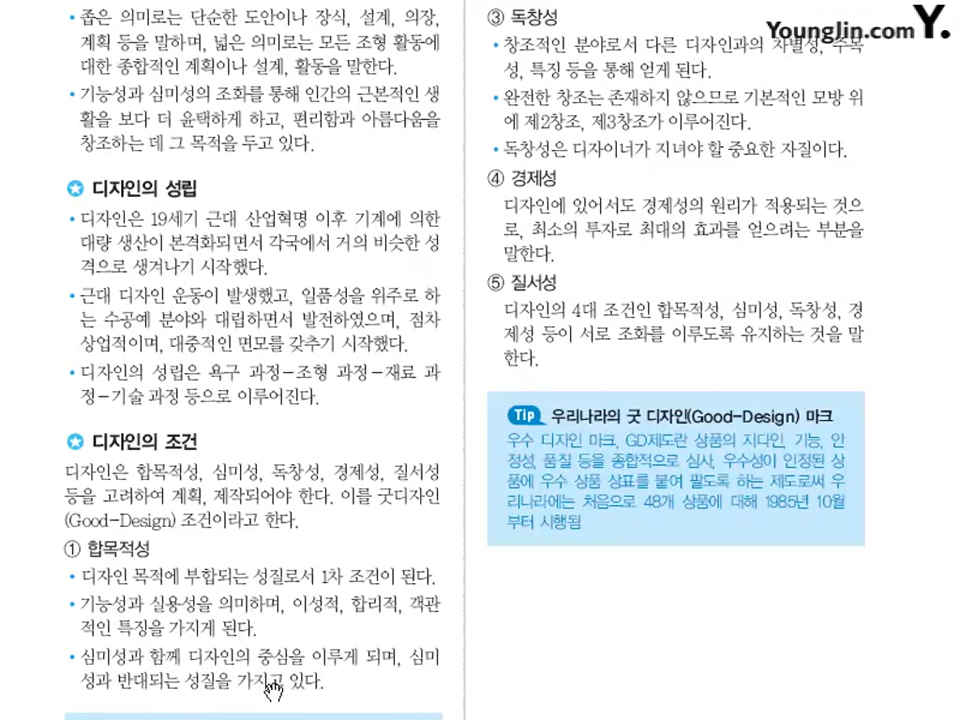 • 좁은 의미로는 단순한 도안이나 장식, 설계, 의장,
계획 등을 말하며, 넓은 의미로는 모든 조형 활동에
대한 종합적인 계획이나 설계, 활동을 말한다.
• 기능성과 심미성의 조화를 통해 인간의 근본적인 생
활을 보다 더 윤택하게 하고, 편리함과 아름다움을
창조하는 데 그 목적을 두고 있다.
디자인의 성립
• 디자인은 19세기 근대 산업혁명 이후 기계에 의한
대량 생산이 본격화되면서 각국에서 거의 비슷한 성
격으로 생겨나기 시작했다.
• 근대 디자인 운동이 발생했고, 일품성을 위주로 하
는 수공예 분야와 대립하면서 발전하였으며, 점차
상업적이며, 대중적인 면모를 갖추기 시작했다.
• 디자인의 성립은 욕구 과정-조형 과정-재료 과
정-기술 과정 등으로 이루어진다.
디자인의 조건
디자인은 합목적성, 심미성, 독창성, 경제성, 질서성
등을 고려하여 계획, 제작되어야 한다. 이를 굿디자인
(Good-Design) 조건이라고 한다.
① 합목적성
• 디자인 목적에 부합되는 성질로서 1차 조건이 된다.
• 기능성과 실용성을 의미하며, 이성적, 합리적, 객관
적인 특징을 가지게 된다.
• 심미성과 함께 디자인의 중심을 이루게 되며, 심미
성과 반대되는 성질을 가지고 있다.
③ 독창성
• 창조적인 분야로서 다른 디자인과의 차별성, 주목
성, 특징 등을 통해 얻게 된다.
• 완전한 창조는 존재하지 않으므로 기본적인 모방 위
에 제2창조, 제3창조가 이루어진다.
• 독창성은 디자이너가 지녀야 할 중요한 자질이다.
④ 경제성
디자인에 있어서도 경제성의 원리가 적용되는 것으
로, 최소의 투자로 최대의 효과를 얻으려는 부분을
말한다.
⑤ 질서성
디자인의 4대 조건인 합목적성, 심미성, 독창성, 경
제성 등이 서로 조화를 이루도록 유지하는 것을 말
한다.
Tip 우리나라의 굿 디자인(Good-Design) 마크
우수 디자인 마크, GD제도란 상품의 지다인, 기능, 안
정성, 품질 등을 종합적으로 심사, 우수성이 인정된 상
품에 우수 상품 상표를 붙여 팔도록 하는 제도로써 우
리나라에는 처음으로 48개 상품에 대해 1985년 10월
부터 시행됨
YoungJin.com Y.